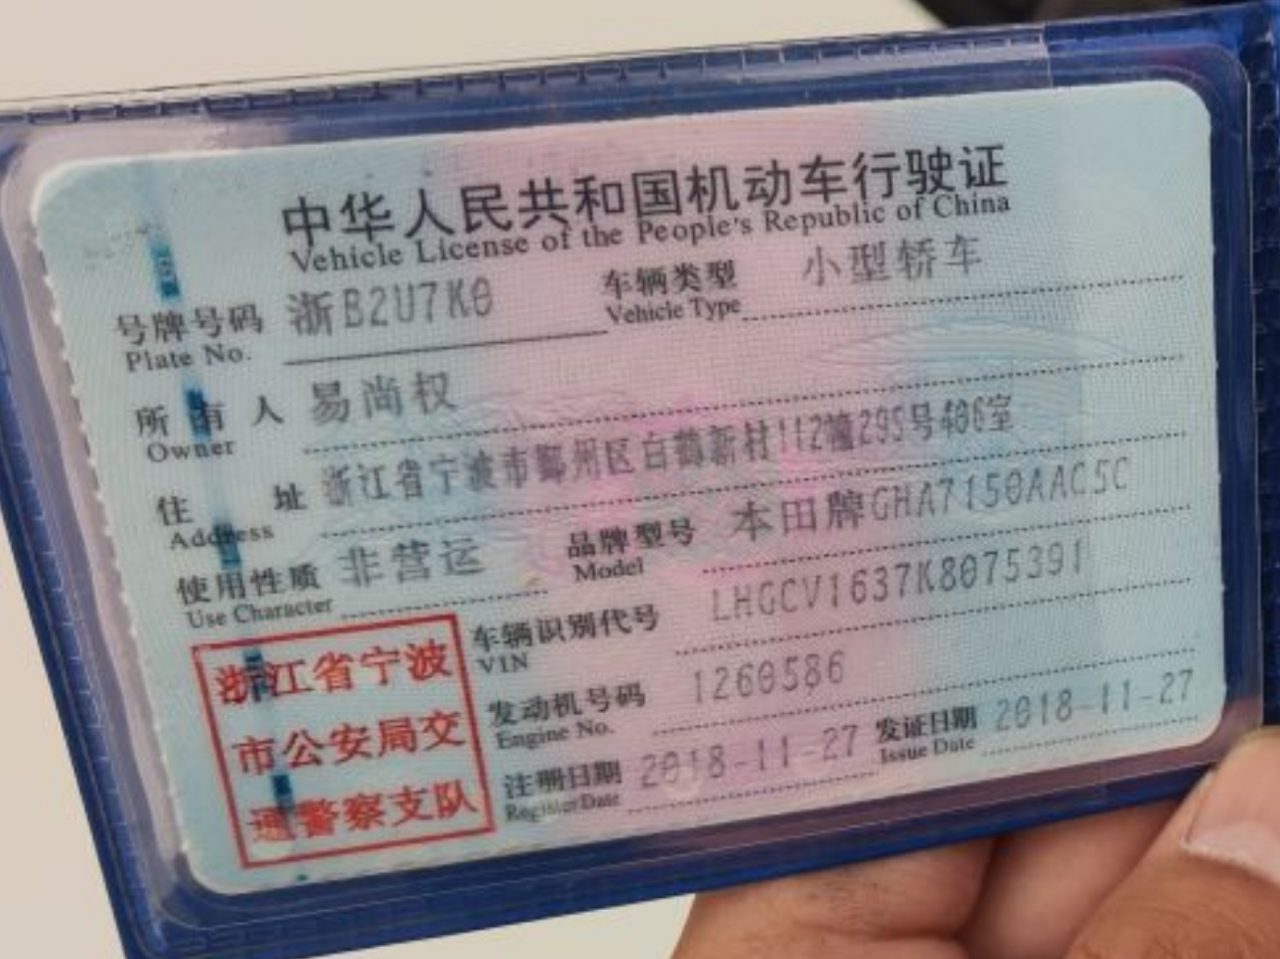 中华人民共和国机动车行驶证
Vehicle License of the People's Republic of China
号牌号码 浙B2U7K0 车辆类型 小型轿车
Plate No. Vehicle Type
所有人 易尚权
Owner
住址 浙江省宁波市鄞州区白鹤新村112幢295号406室
Address
使用性质 非营运 品牌型号 本田牌GHA7150AAC5C
Use Character Model
车辆识别代号 LHGCV1637K8075391
VIN
发动机号码 1260586
Engine No.
注册日期 2018-11-27 发证日期 2018-11-27
Register Date Issue Date
浙江省宁波
市公安局交
通警察支队